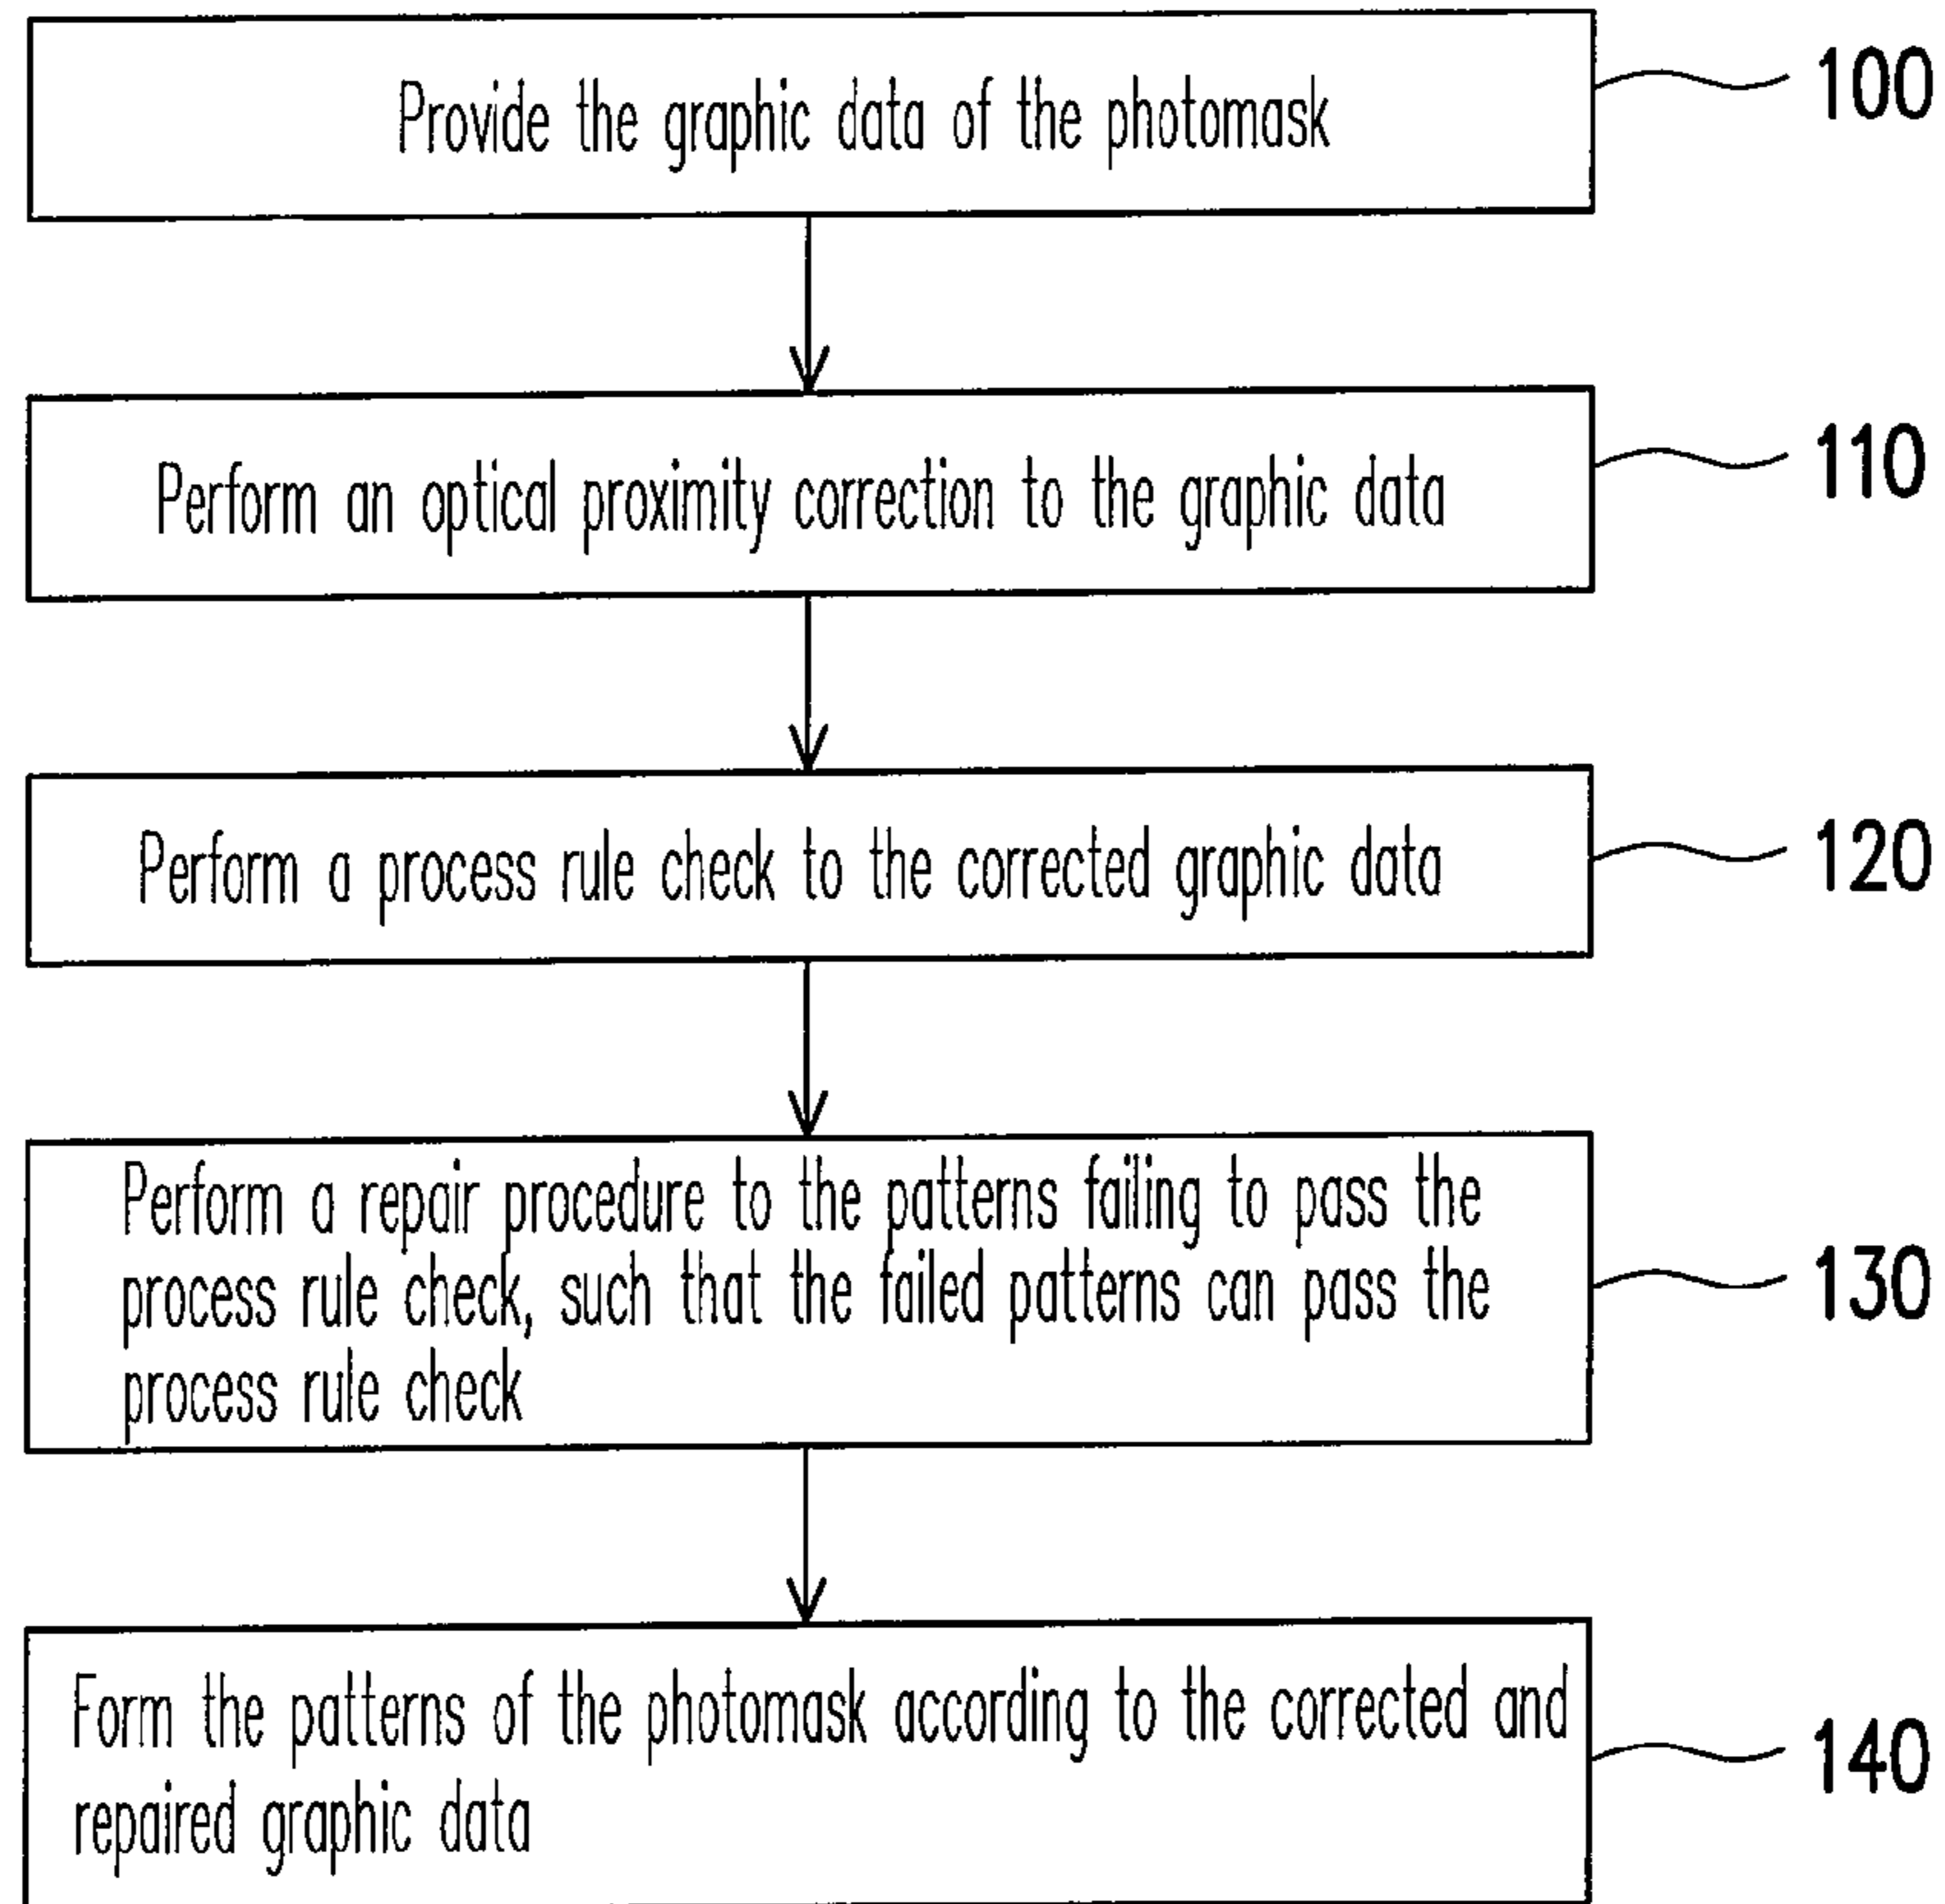 Provide the graphic data of the photomask
100
Perform an optical proximity correction to the graphic data
110
Perform a process rule check to the corrected graphic data
120
Perform a repair procedure to the patterns failing to pass the
process rule check, such that the failed patterns can pass the
process rule check
130
Form the patterns of the photomask according to the corrected and
repaired graphic data
140